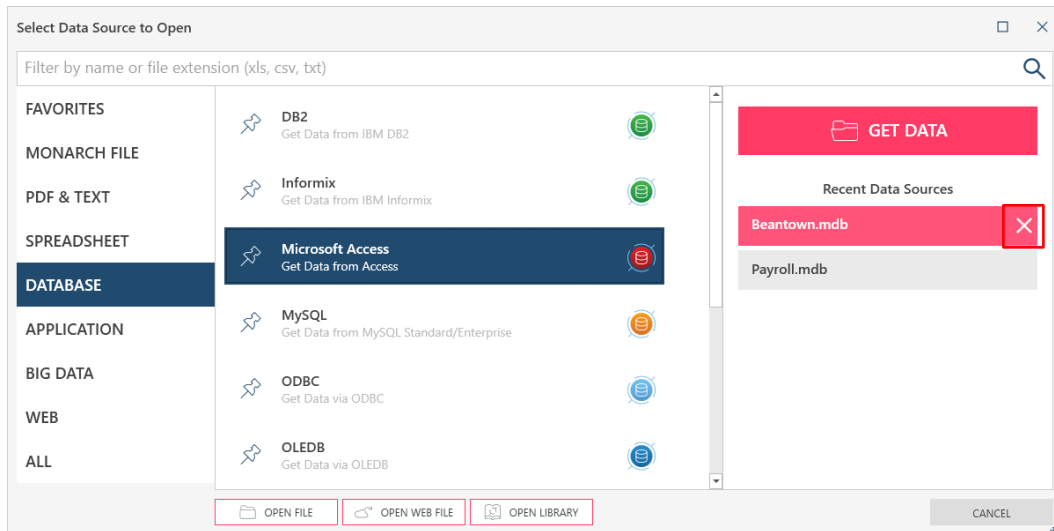 Select Data Source to Open
Filter by name or file extension (xls, csv, txt)
FAVORITES
MONARCH FILE
PDF & TEXT
SPREADSHEET
DATABASE
APPLICATION
BIG DATA
WEB
ALL
DB2
Get Data from IBM DB2
Informix
Get Data from IBM Informix
Microsoft Access
Get Data from Access
MySQL
Get Data from MySQL Standard/Enterprise
ODBC
Get Data via ODBC
OLEDB
Get Data via OLEDB
GET DATA
Recent Data Sources
Beantown.mdb
Payroll.mdb
OPEN FILE
OPEN WEB FILE
OPEN LIBRARY
CANCEL